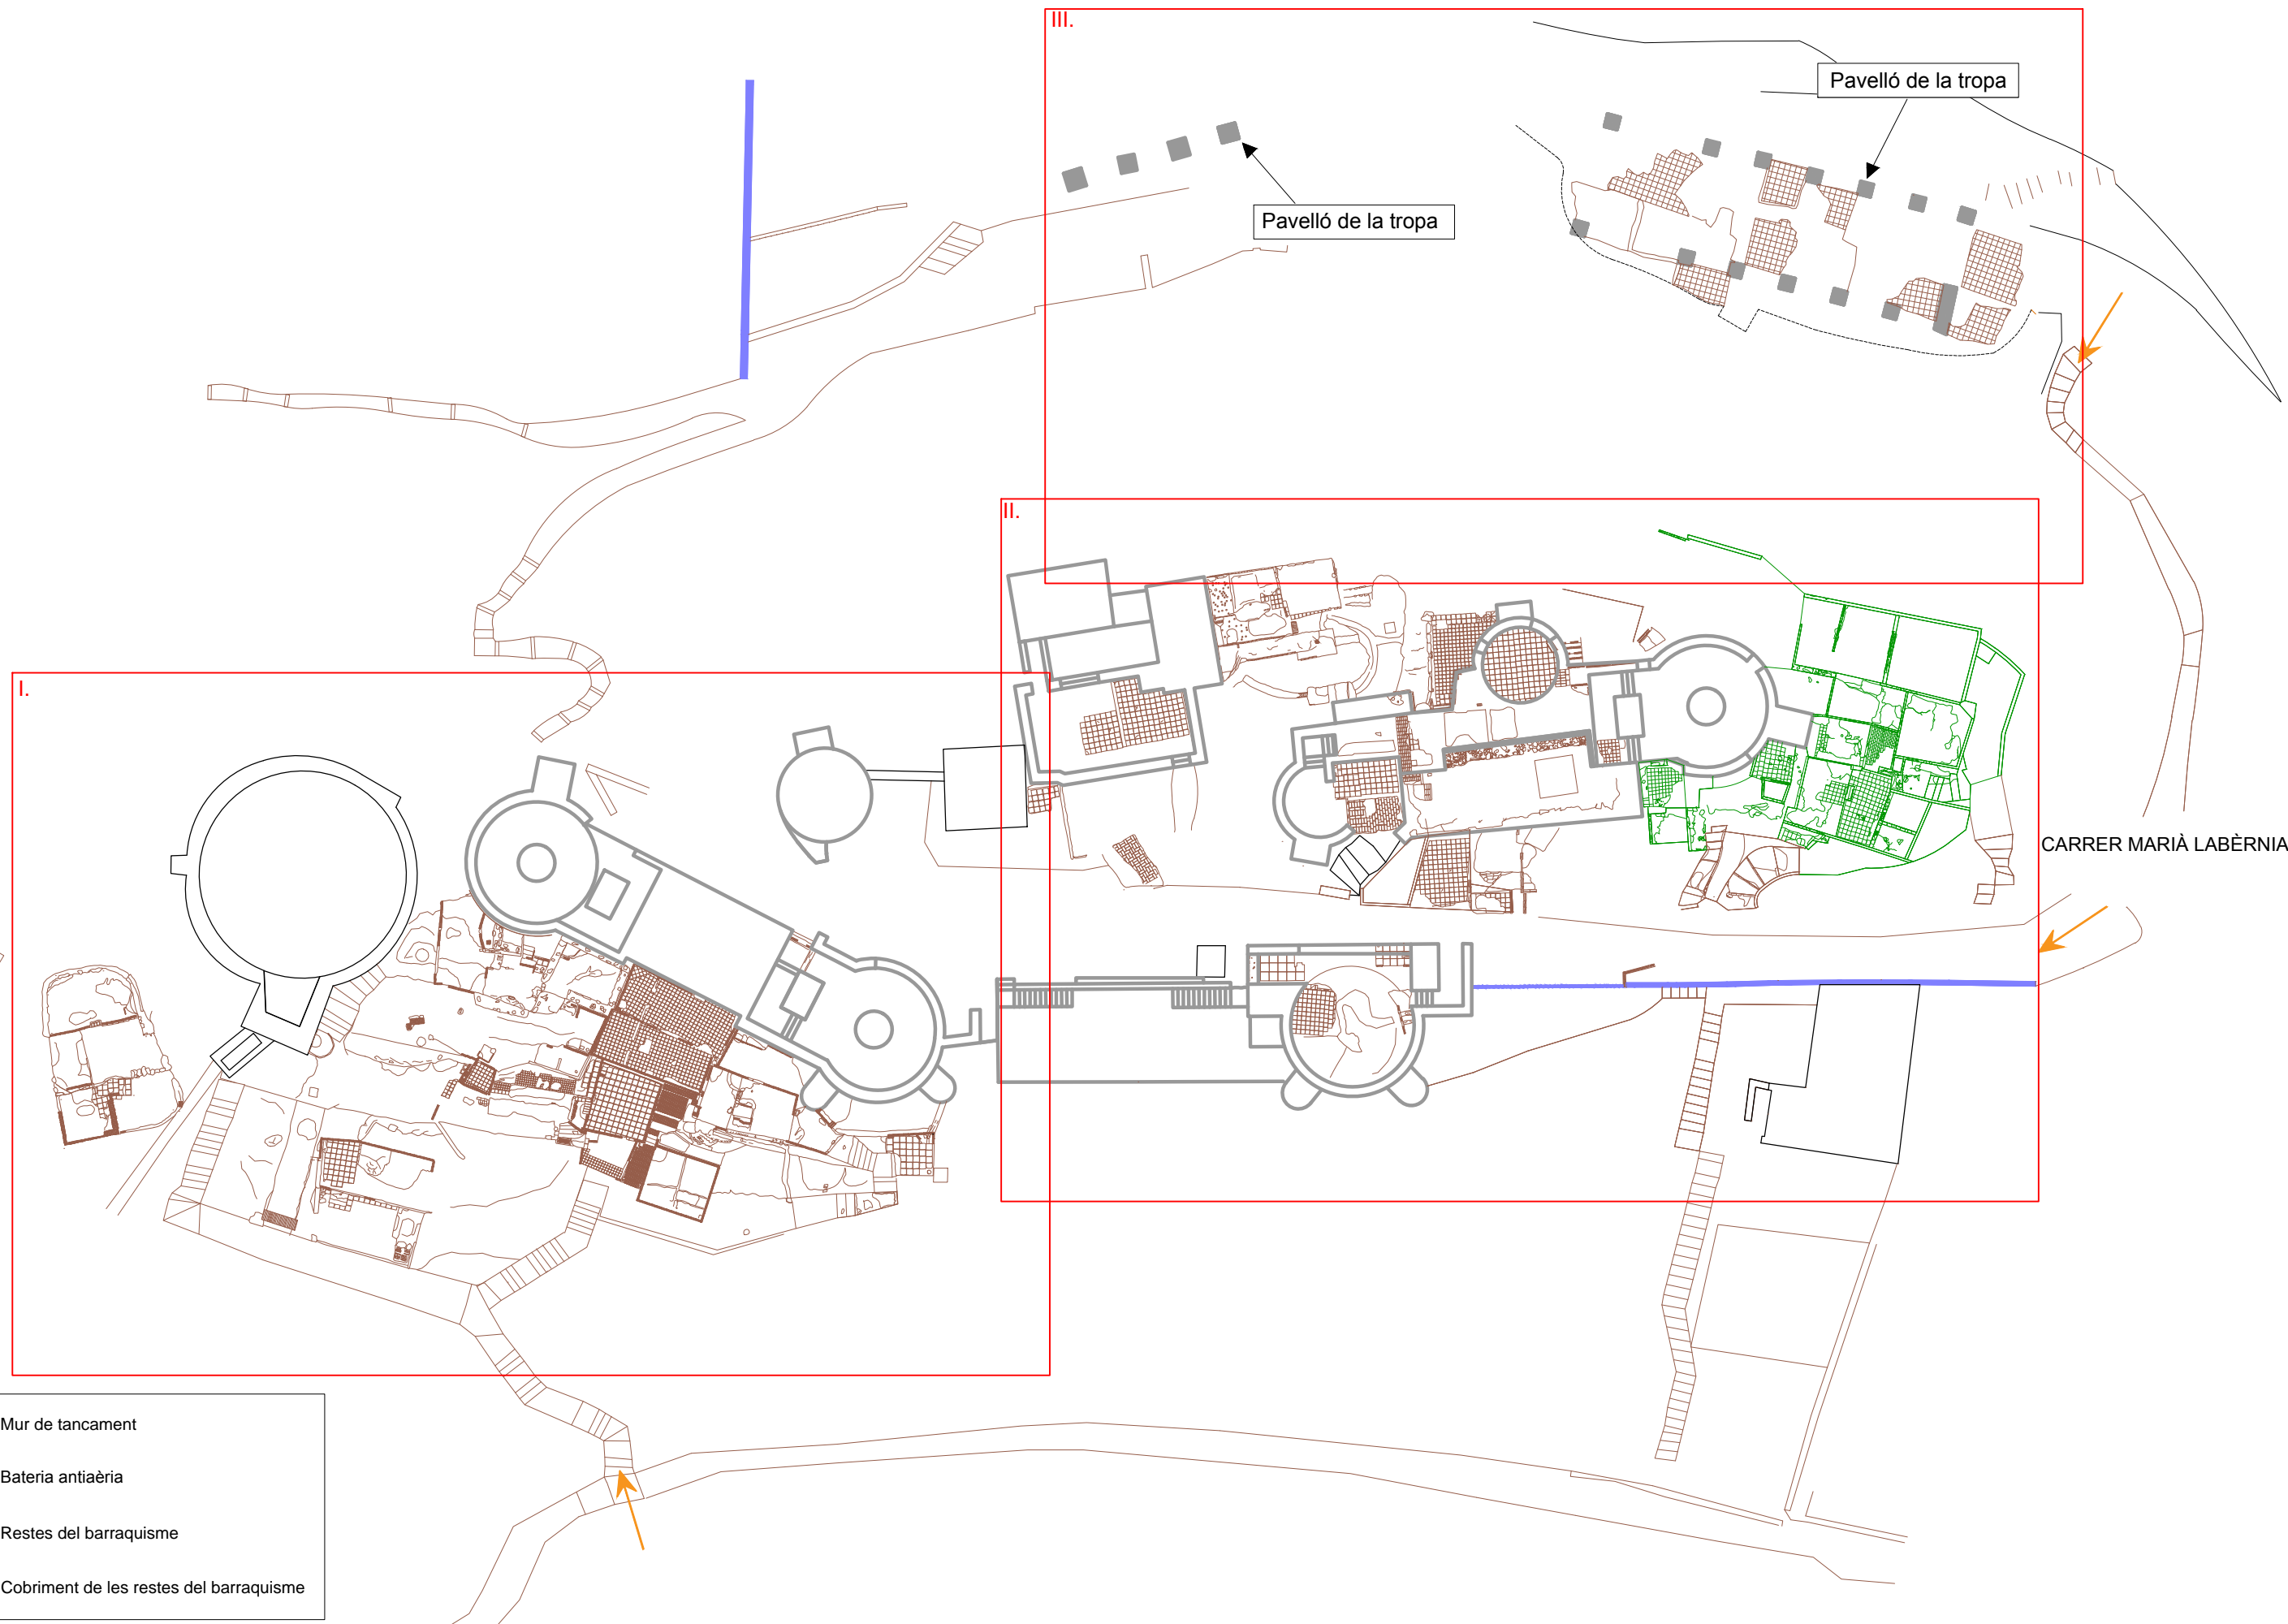 III.
Pavelló de la tropa
Pavelló de la tropa
II.
I.
CARRER MARIÀ LABÈRNIA
Mur de tancament
Bateria antiaèria
Restes del barraquisme
Cobriment de les restes del barraquisme